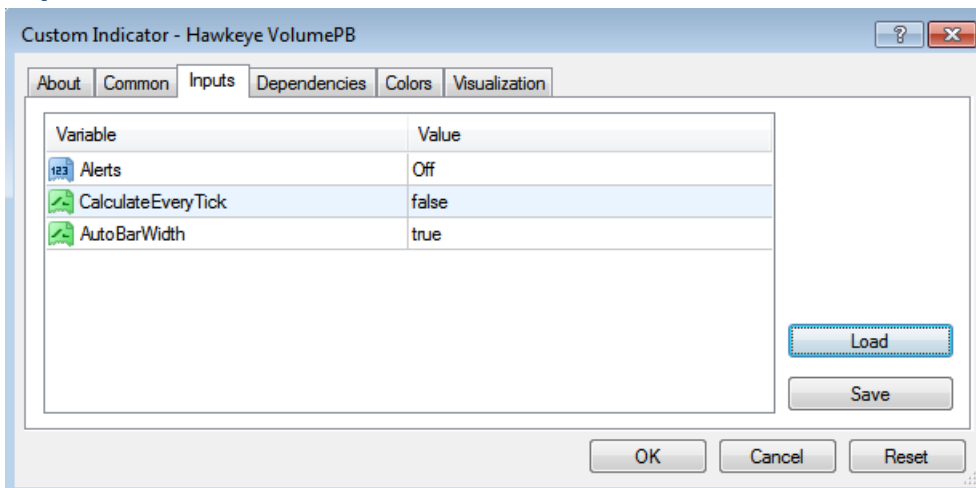 Custom Indicator - Hawkeye VolumePB
?
About Common Inputs Dependencies Colors Visualization
Variable Value
123 Alerts Off
CalculateEveryTick false
AutoBarWidth true
Load
Save
OK Cancel Reset